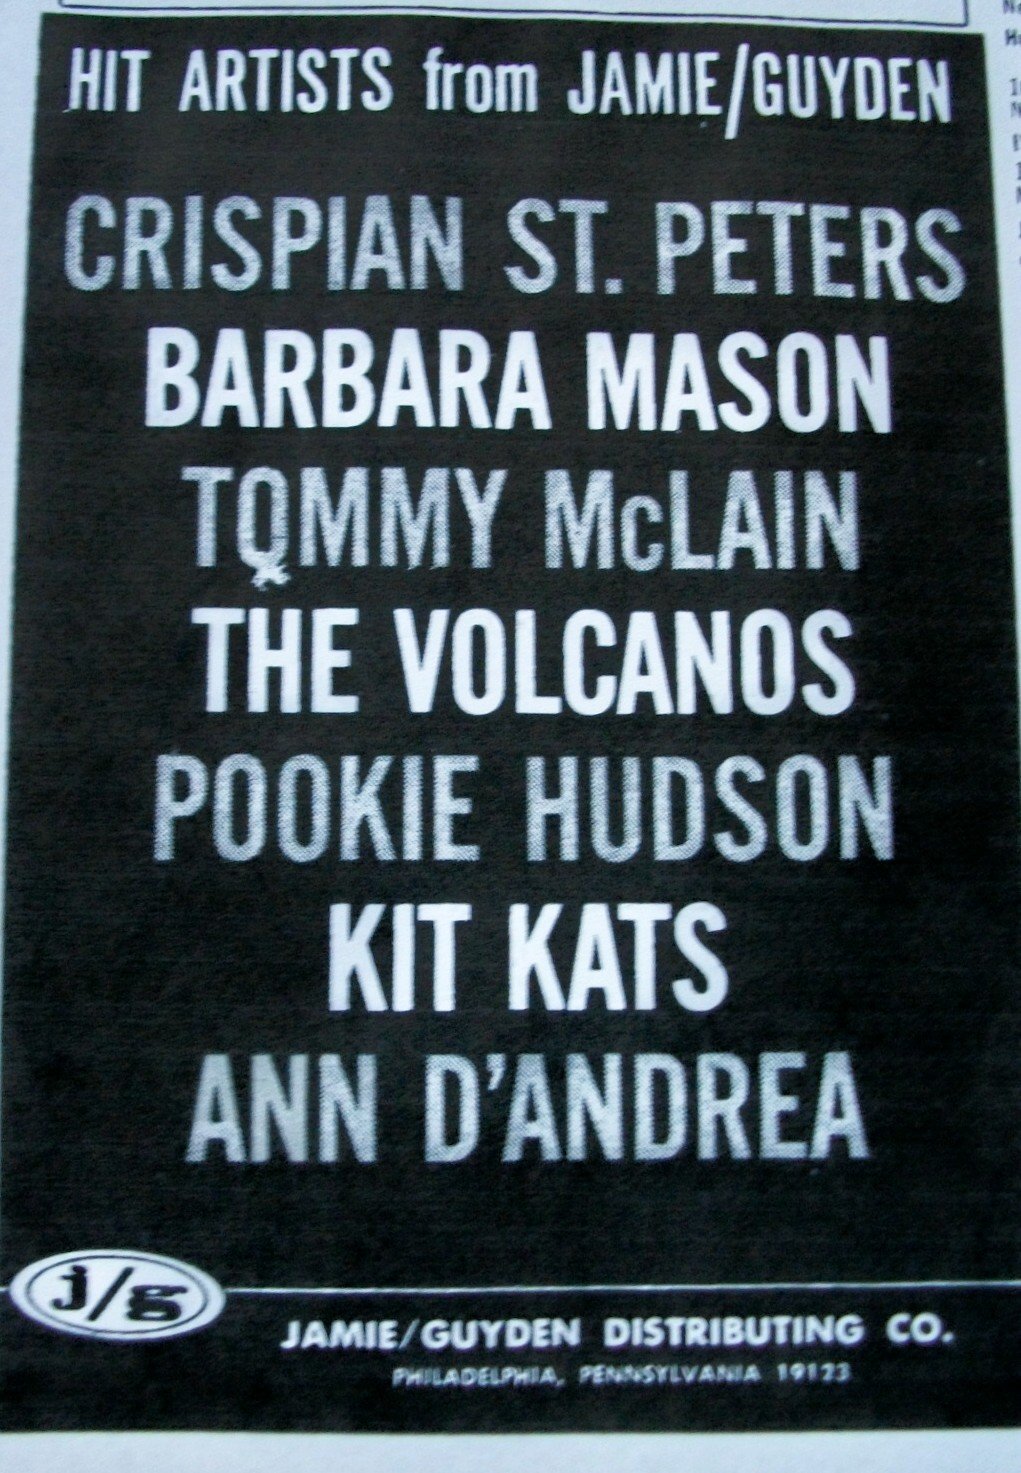 HIT ARTISTS from JAMIE/GUYDEN
CRISPIAN ST. PETERS
BARBARA MASON
TOMMY McLAIN
THE VOLCANOS
POOKIE HUDSON
KIT KATS
ANN D'ANDREA
j/g
JAMIE/GUYDEN DISTRIBUTING CO.
PHILADELPHIA, PENNSYLVANIA 19123